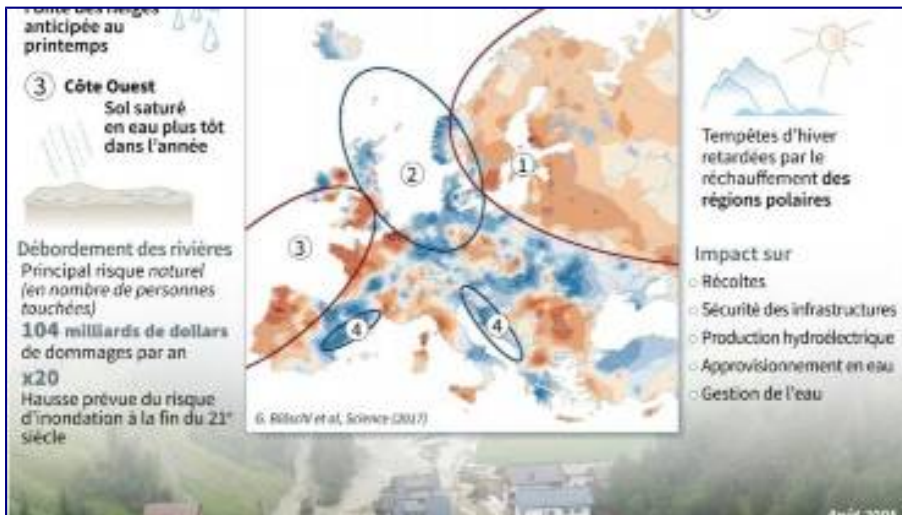 Fonte des neiges
anticipée au
printemps
3 Côte Ouest
Sol saturé
en eau plus tôt
dans l'année
Débordement des rivières
Principal risque naturel
(en nombre de personnes
touchées)
104 milliards de dollars
de dommages par an
x20
Hausse prévue du risque
d'inondation à la fin du 21e
siècle
1
2
3
4
4
G. Blöschl et al, Science (2017)
Tempêtes d'hiver
retardées par le
réchauffement des
régions polaires
Impact sur
Récoltes
Sécurité des infrastructures
Production hydroélectrique
Approvisionnement en eau
Gestion de l'eau